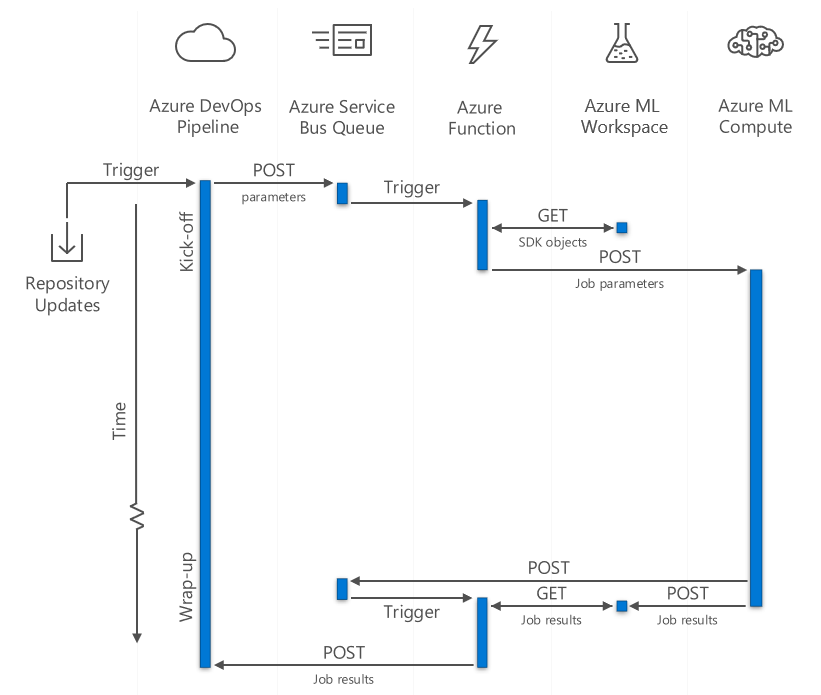 Azure DevOps
Pipeline
Azure Service
Bus Queue
Azure
Function
Azure ML
Workspace
Azure ML
Compute
Trigger
POST
parameters
Trigger
GET
SDK objects
POST
Job parameters
Kick-off
Repository
Updates
Time
Wrap-up
POST
Trigger
GET
Job results
POST
Job results
POST
Job results